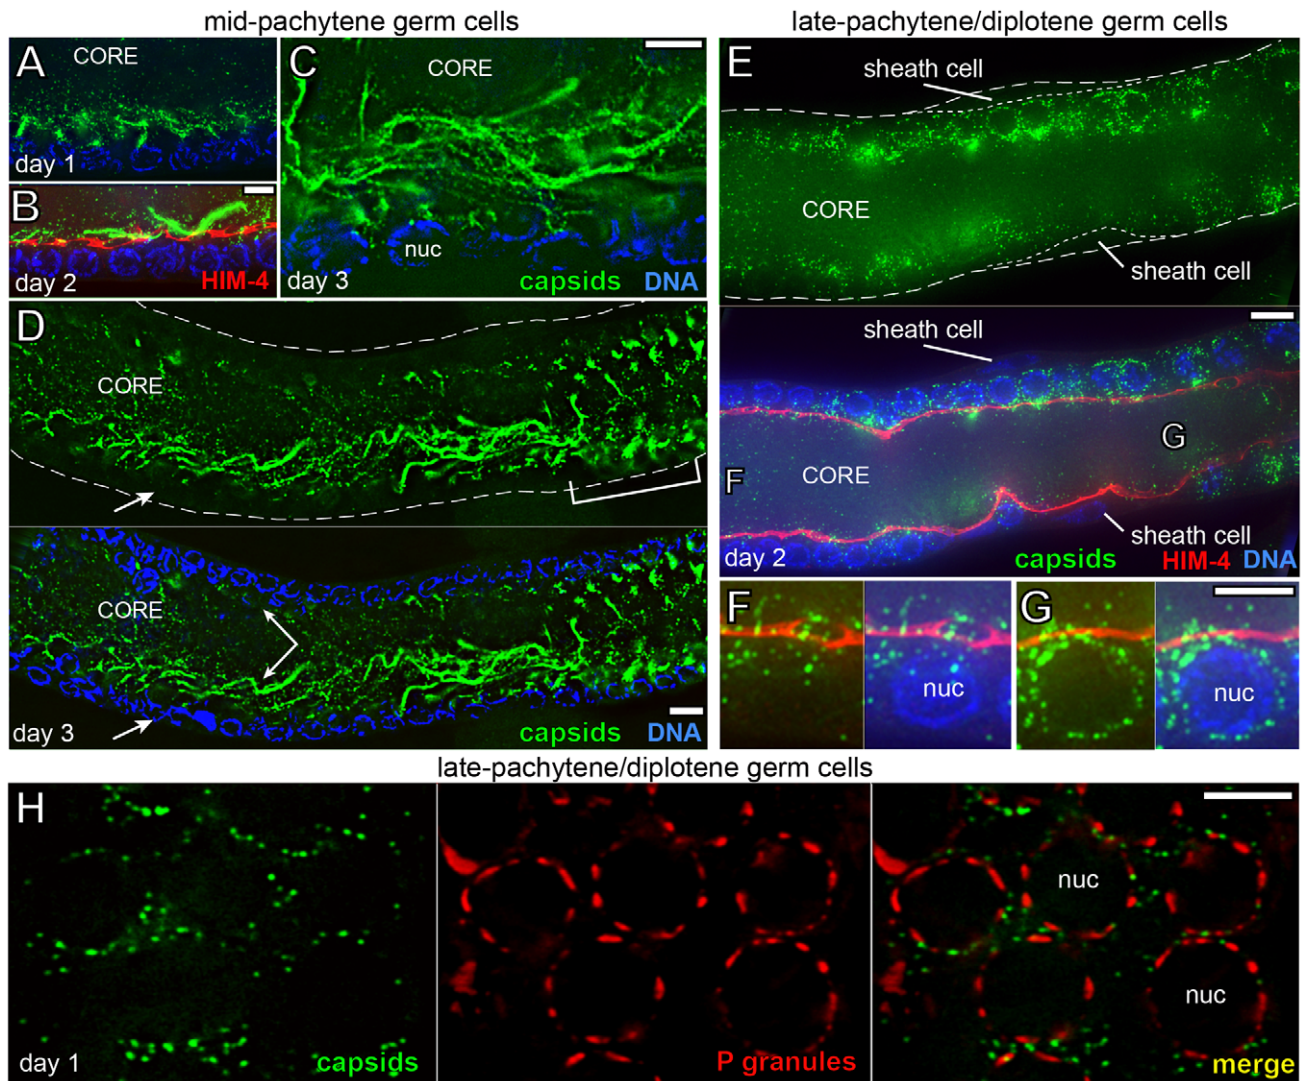 mid-pachytene germ cells
late-pachytene/diplotene germ cells
A
CORE
day 1
B
day 2
HIM-4
C
CORE
nuc
day 3
capsids
DNA
D
CORE
CORE
day 3
capsids
DNA
E
sheath cell
CORE
sheath cell
sheath cell
F
CORE
G
sheath cell
day 2
capsids
HIM-4
DNA
F
nuc
G
nuc
late-pachytene/diplotene germ cells
H
day 1
capsids
P granules
nuc
nuc
merge